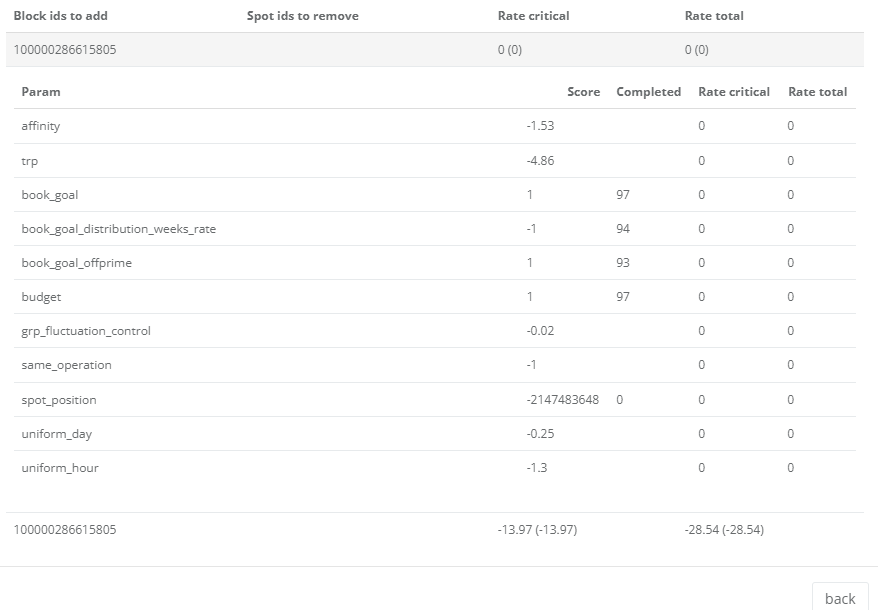 Block ids to add Spot ids to remove Rate critical Rate total
100000286615805 0 (0) 0 (0)
Param Score Completed Rate critical Rate total
affinity -1.53 0 0
trp -4.86 0 0
book_goal 1 97 0 0
book_goal_distribution_weeks_rate -1 94 0 0
book_goal_offprime 1 93 0 0
budget 1 97 0 0
grp_fluctuation_control -0.02 0 0
same_operation -1 0 0
spot_position -2147483648 0 0 0
uniform_day -0.25 0 0
uniform_hour -1.3 0 0
100000286615805 -13.97 (-13.97) -28.54 (-28.54)
back